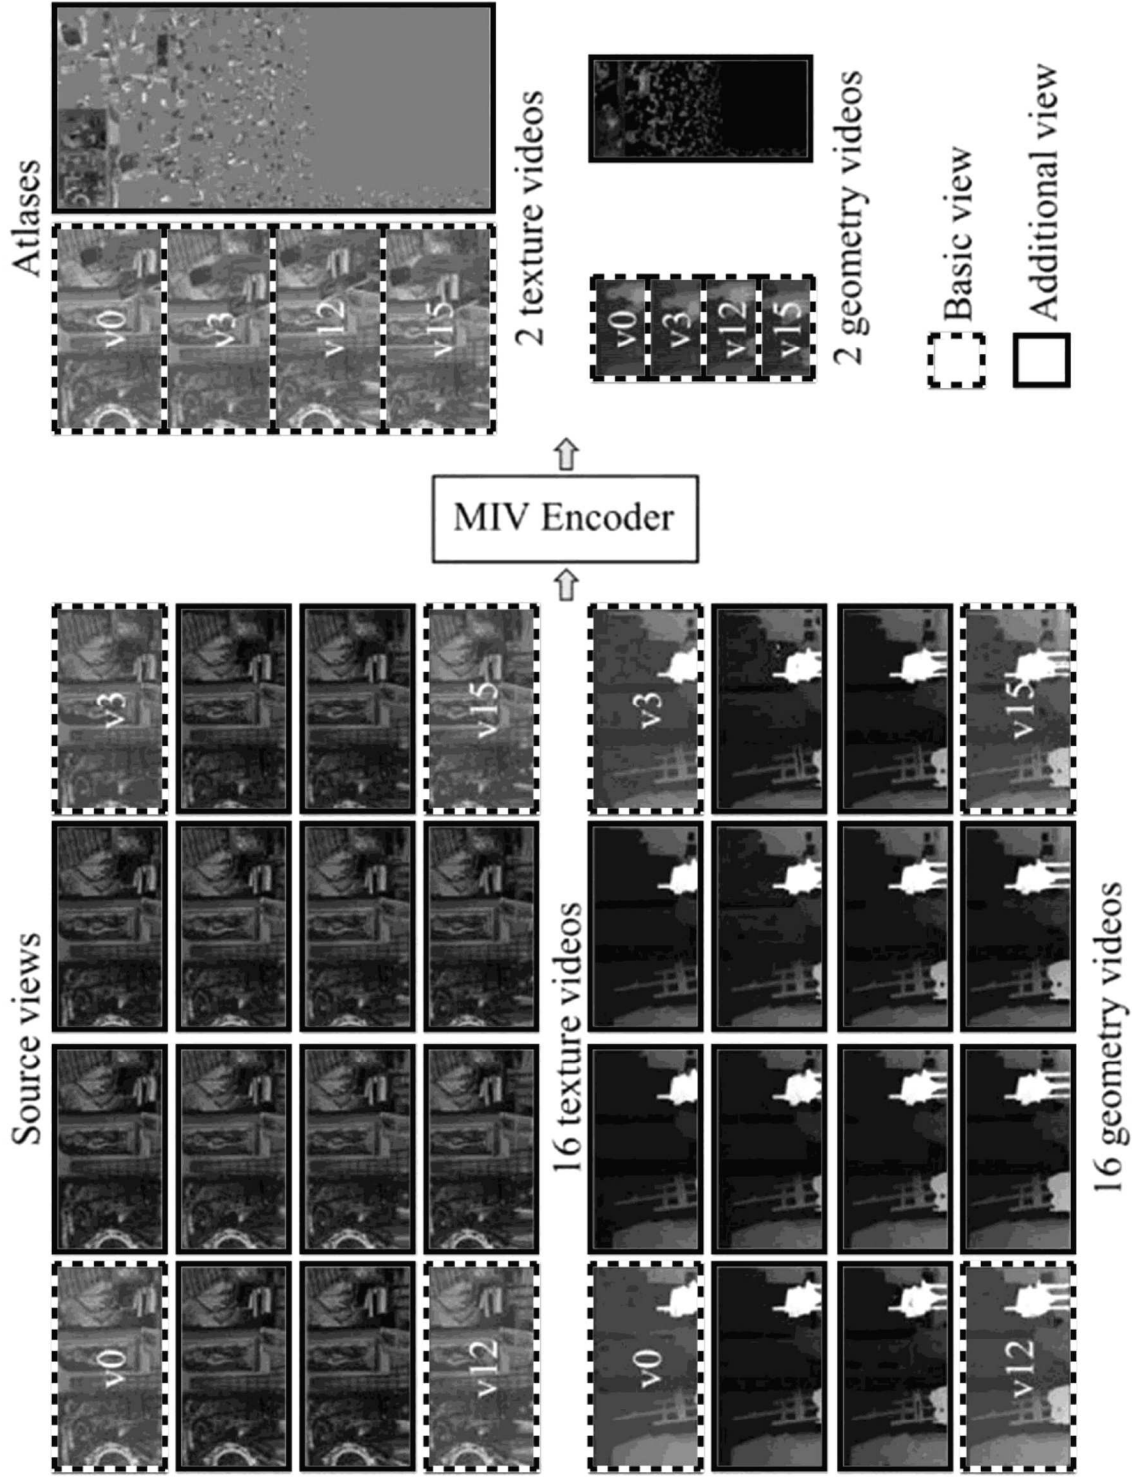 Source views
Atlases
v0
v3
v12
v15
16 texture videos
v0
v3
v12
v15
16 geometry videos
MIV Encoder
v0
v3
v12
v15
2 texture videos
v0
v3
v12
v15
2 geometry videos
Basic view
Additional view